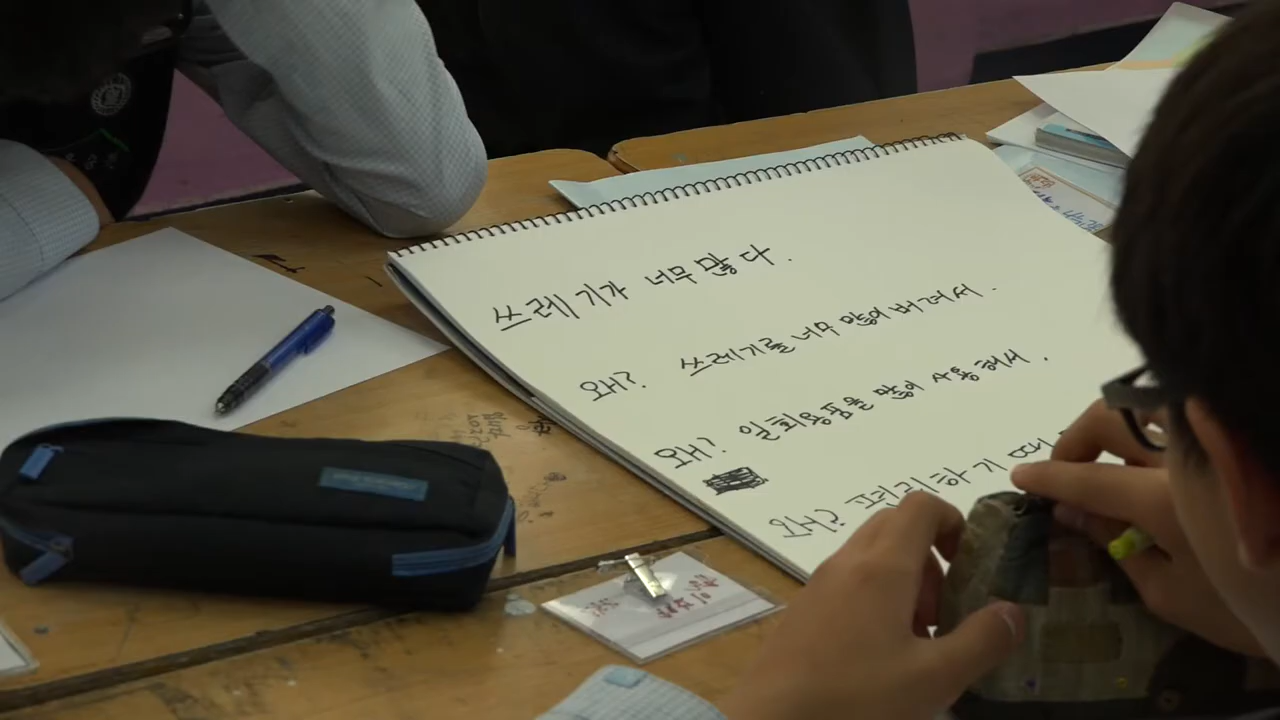 쓰레기가 너무 많다.
왜? 쓰레기를 너무 많이 버려서.
왜? 일회용품을 많이 사용해서.
왜? 편리하기 때